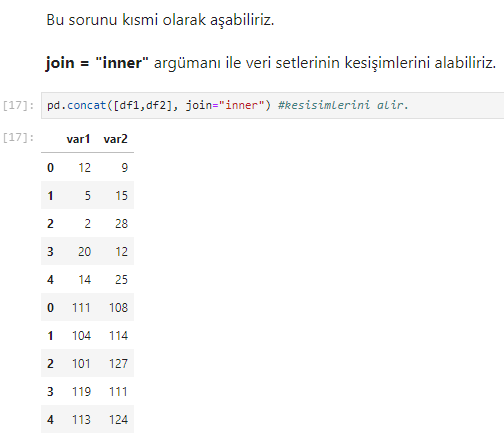 Bu sorunu kısmi olarak aşabiliriz.
join = "inner" argümanı ile veri setlerinin kesişimlerini alabiliriz.
[17]: pd.concat([df1,df2], join="inner") #kesisimlerini alir.
[17]:
var1 var2
0 12 9
1 5 15
2 2 28
3 20 12
4 14 25
0 111 108
1 104 114
2 101 127
3 119 111
4 113 124